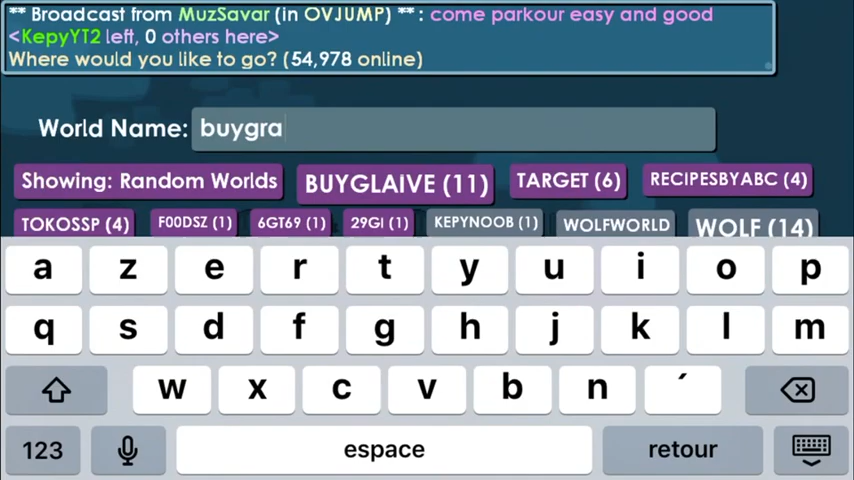 ** Broadcast from MuzSavar (in OVJUMP) ** : come parkour easy and good
<KepyYT2 left, 0 others here>
Where would you like to go? (54,978 online)
World Name: buygra
Showing: Random Worlds BUYGLAIVE (11) TARGET (6) RECIPESBYABC (4)
TOKOSSP (4) F00DSZ (1) 6GT69 (1) 29GI (1) KEPYNOOB (1) WOLFWORLD WOLF (14)
a z e r t y u i o p
q s d f g h j k l m
w x c v b n ´
123 espace retour